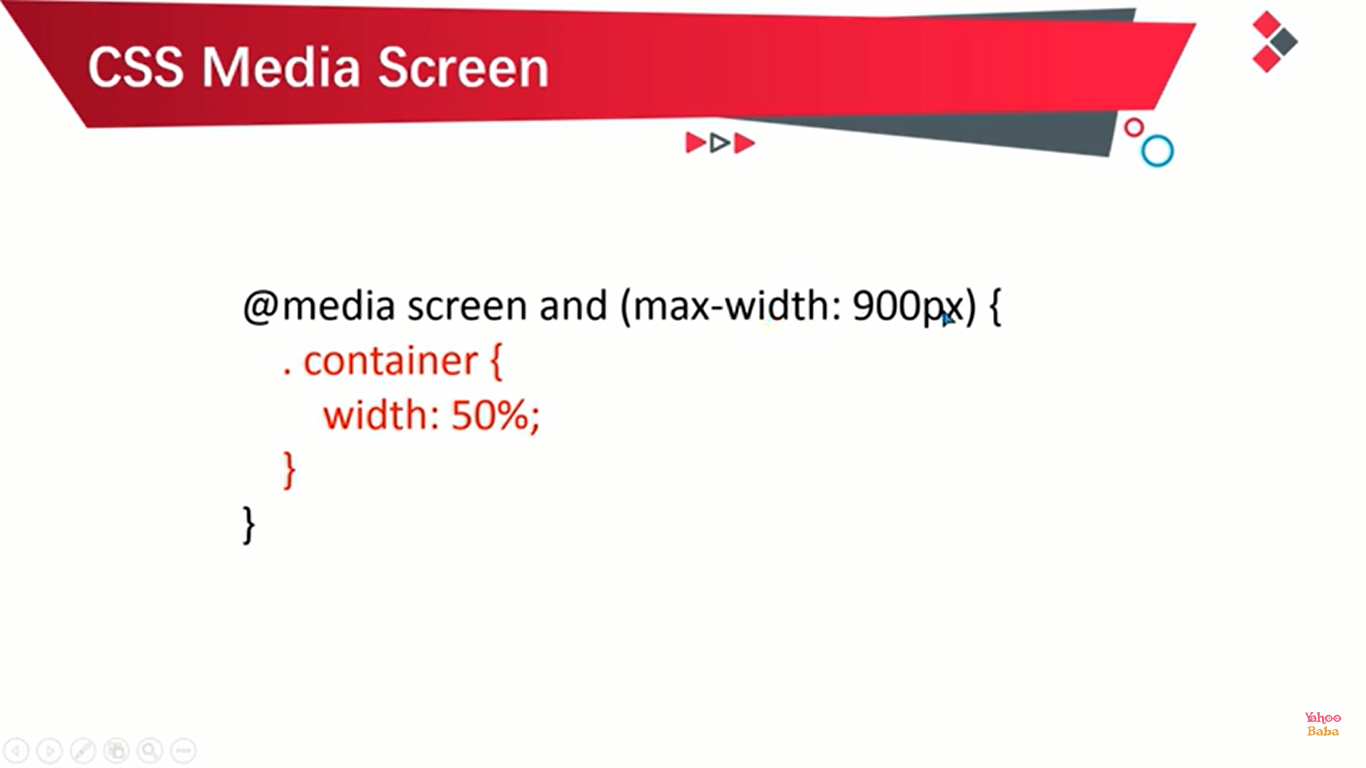 CSS Media Screen
@media screen and (max-width: 900px) {
. container {
width: 50%;
}
}
Yahoo
Baba